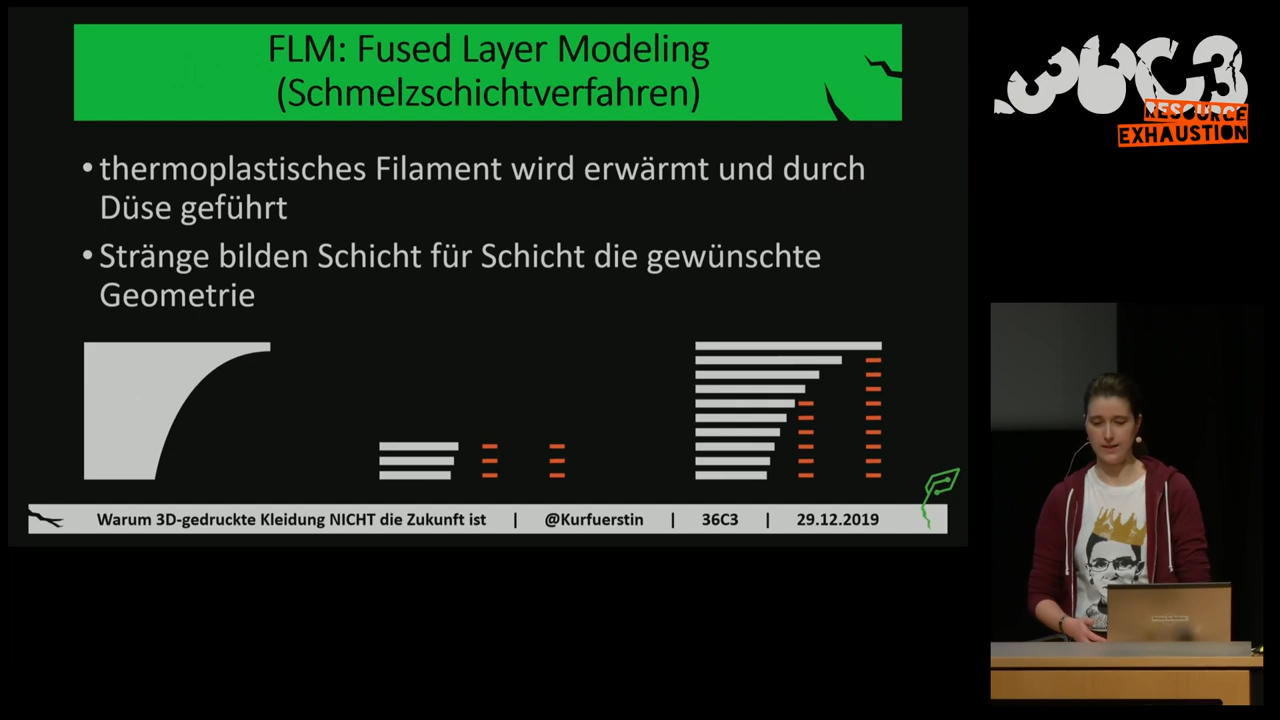 FLM: Fused Layer Modeling
(Schmelzschichtverfahren)
• thermoplastisches Filament wird erwärmt und durch
Düse geführt
• Stränge bilden Schicht für Schicht die gewünschte
Geometrie
Warum 3D-gedruckte Kleidung NICHT die Zukunft ist | @Kurfuerstin | 36C3 | 29.12.2019
36C3
RESOURCE
EXHAUSTION